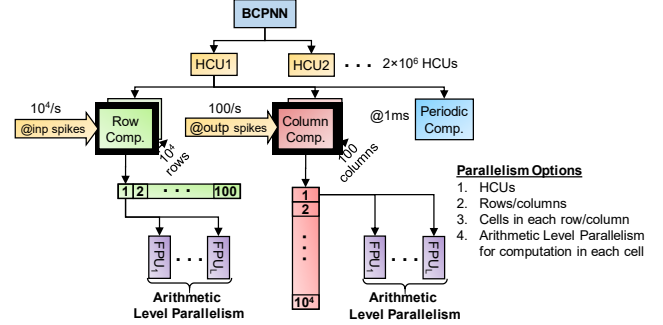 BCPNN
HCU1
HCU2
· · · 2×10⁶ HCUs
10⁴/s
@inp spikes
Row
Comp.
10⁴
rows
100/s
@outp spikes
Column
Comp.
100
columns
@1ms
Periodic
Comp.
1 2 · · · 100
1
2
·
·
·
10⁴
FPU₁ · · · FPU_L
Arithmetic
Level Parallelism
FPU₁ · · · FPU_L
Arithmetic
Level Parallelism
Parallelism Options
1. HCUs
2. Rows/columns
3. Cells in each row/column
4. Arithmetic Level Parallelism
for computation in each cell